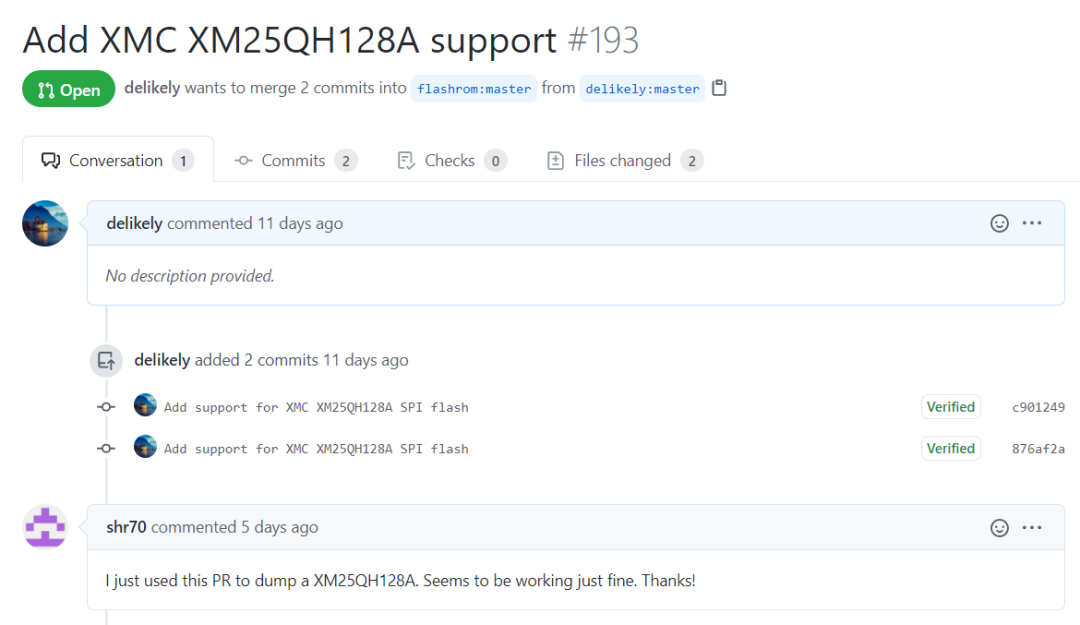 Add XMC XM25QH128A support #193
Open delikely wants to merge 2 commits into flashrom:master from delikely:master
Conversation 1 Commits 2 Checks 0 Files changed 2
delikely commented 11 days ago
No description provided.
delikely added 2 commits 11 days ago
Add support for XMC XM25QH128A SPI flash Verified c901249
Add support for XMC XM25QH128A SPI flash Verified 876af2a
shr70 commented 5 days ago
I just used this PR to dump a XM25QH128A. Seems to be working just fine. Thanks!